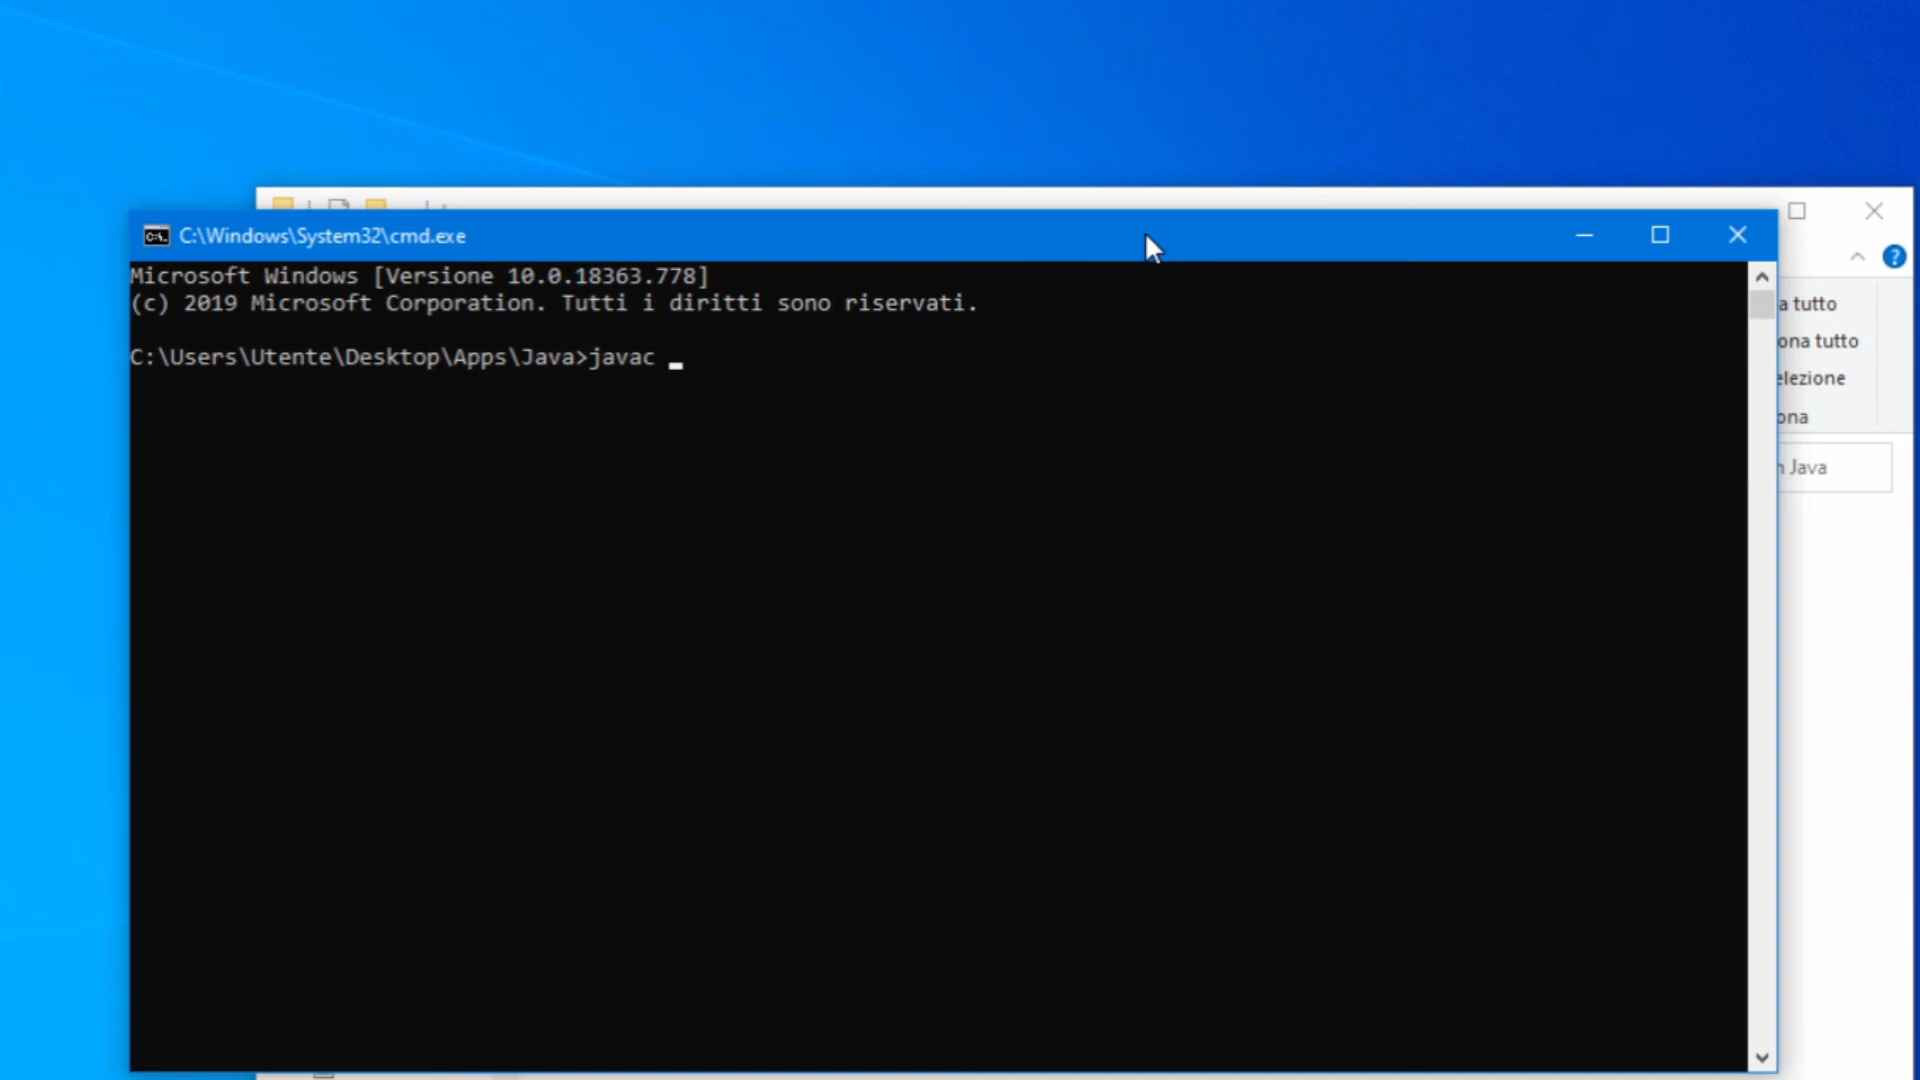 C:\Windows\System32\cmd.exe
Microsoft Windows [Versione 10.0.18363.778]
(c) 2019 Microsoft Corporation. Tutti i diritti sono riservati.
C:\Users\Utente\Desktop\Apps\Java>javac
a tutto
ona tutto
elezione
ona
n Java